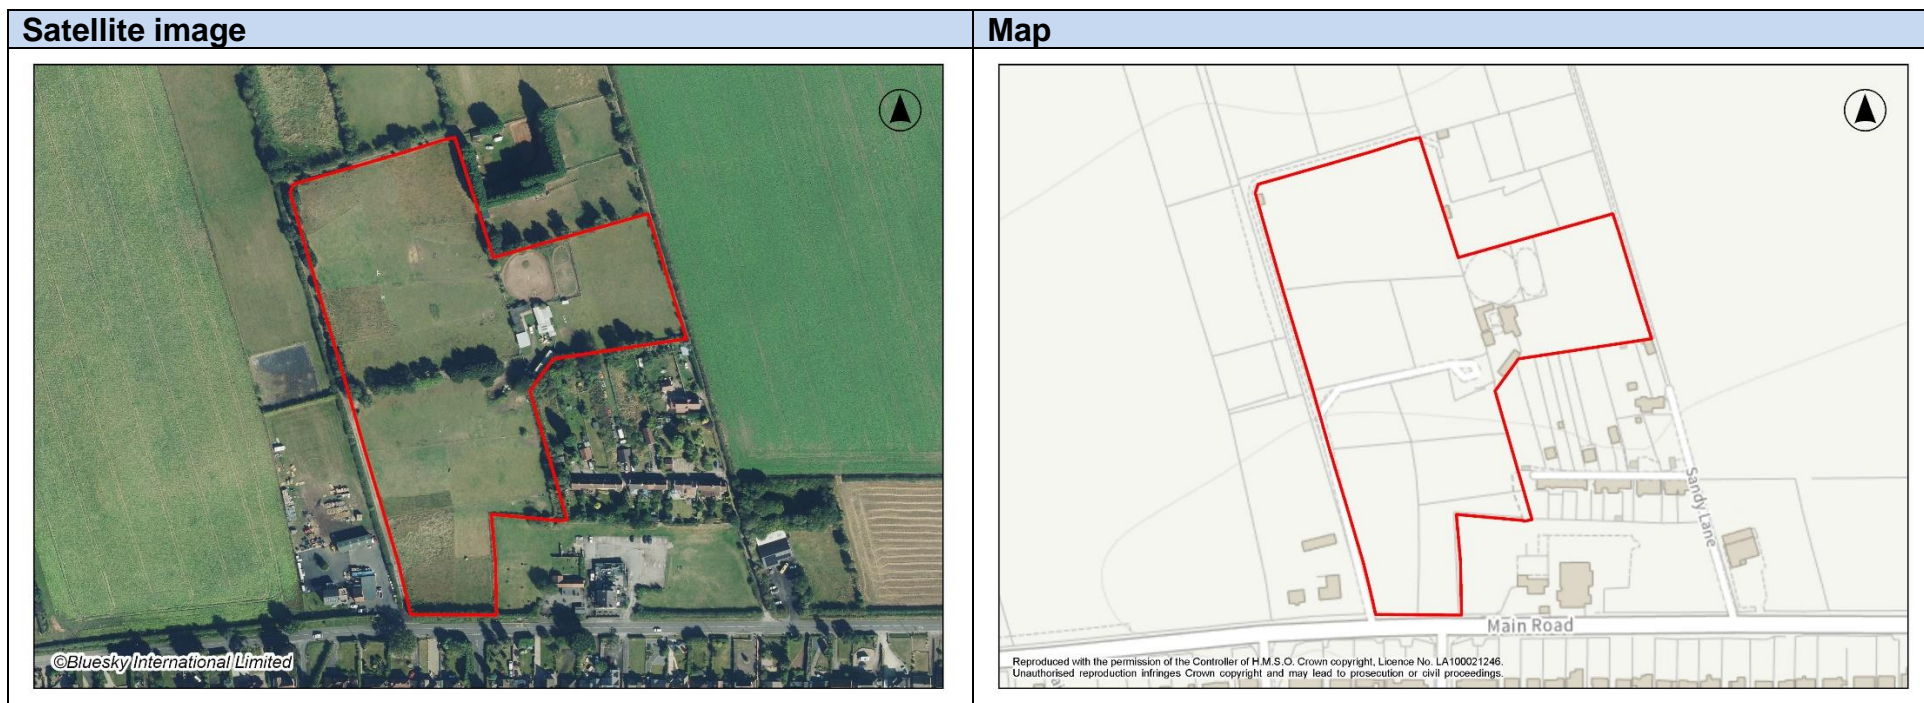 Satellite image
Map
©Bluesky International Limited
Sandy Lane
Main Road
Reproduced with the permission of the Controller of H.M.S.O. Crown copyright, Licence No. LA100021246.
Unauthorised reproduction infringes Crown copyright and may lead to prosecution or civil proceedings.